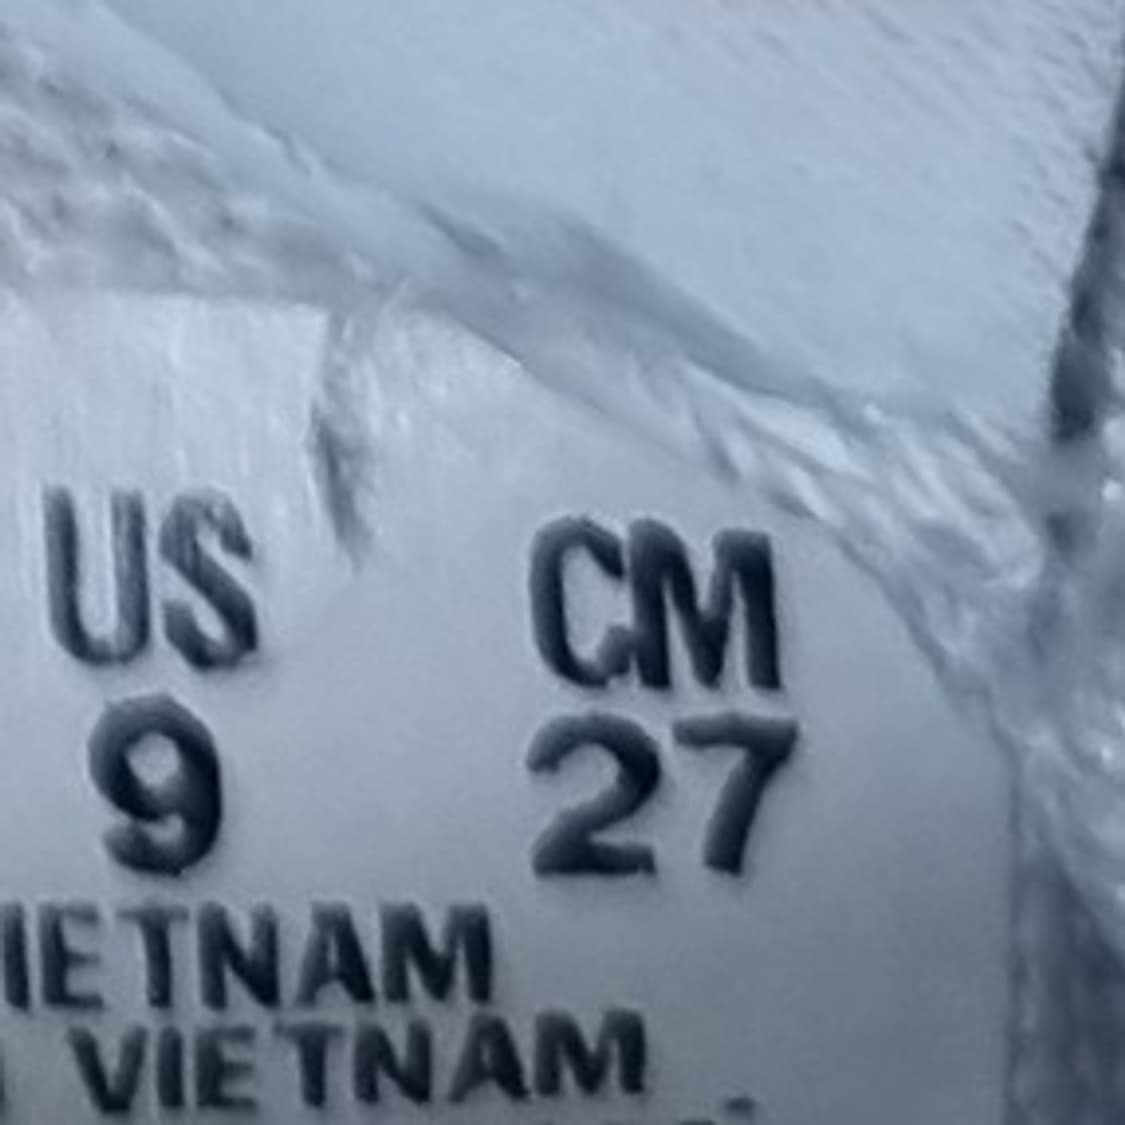 US CM
9 27
IETNAM
VIETNAM